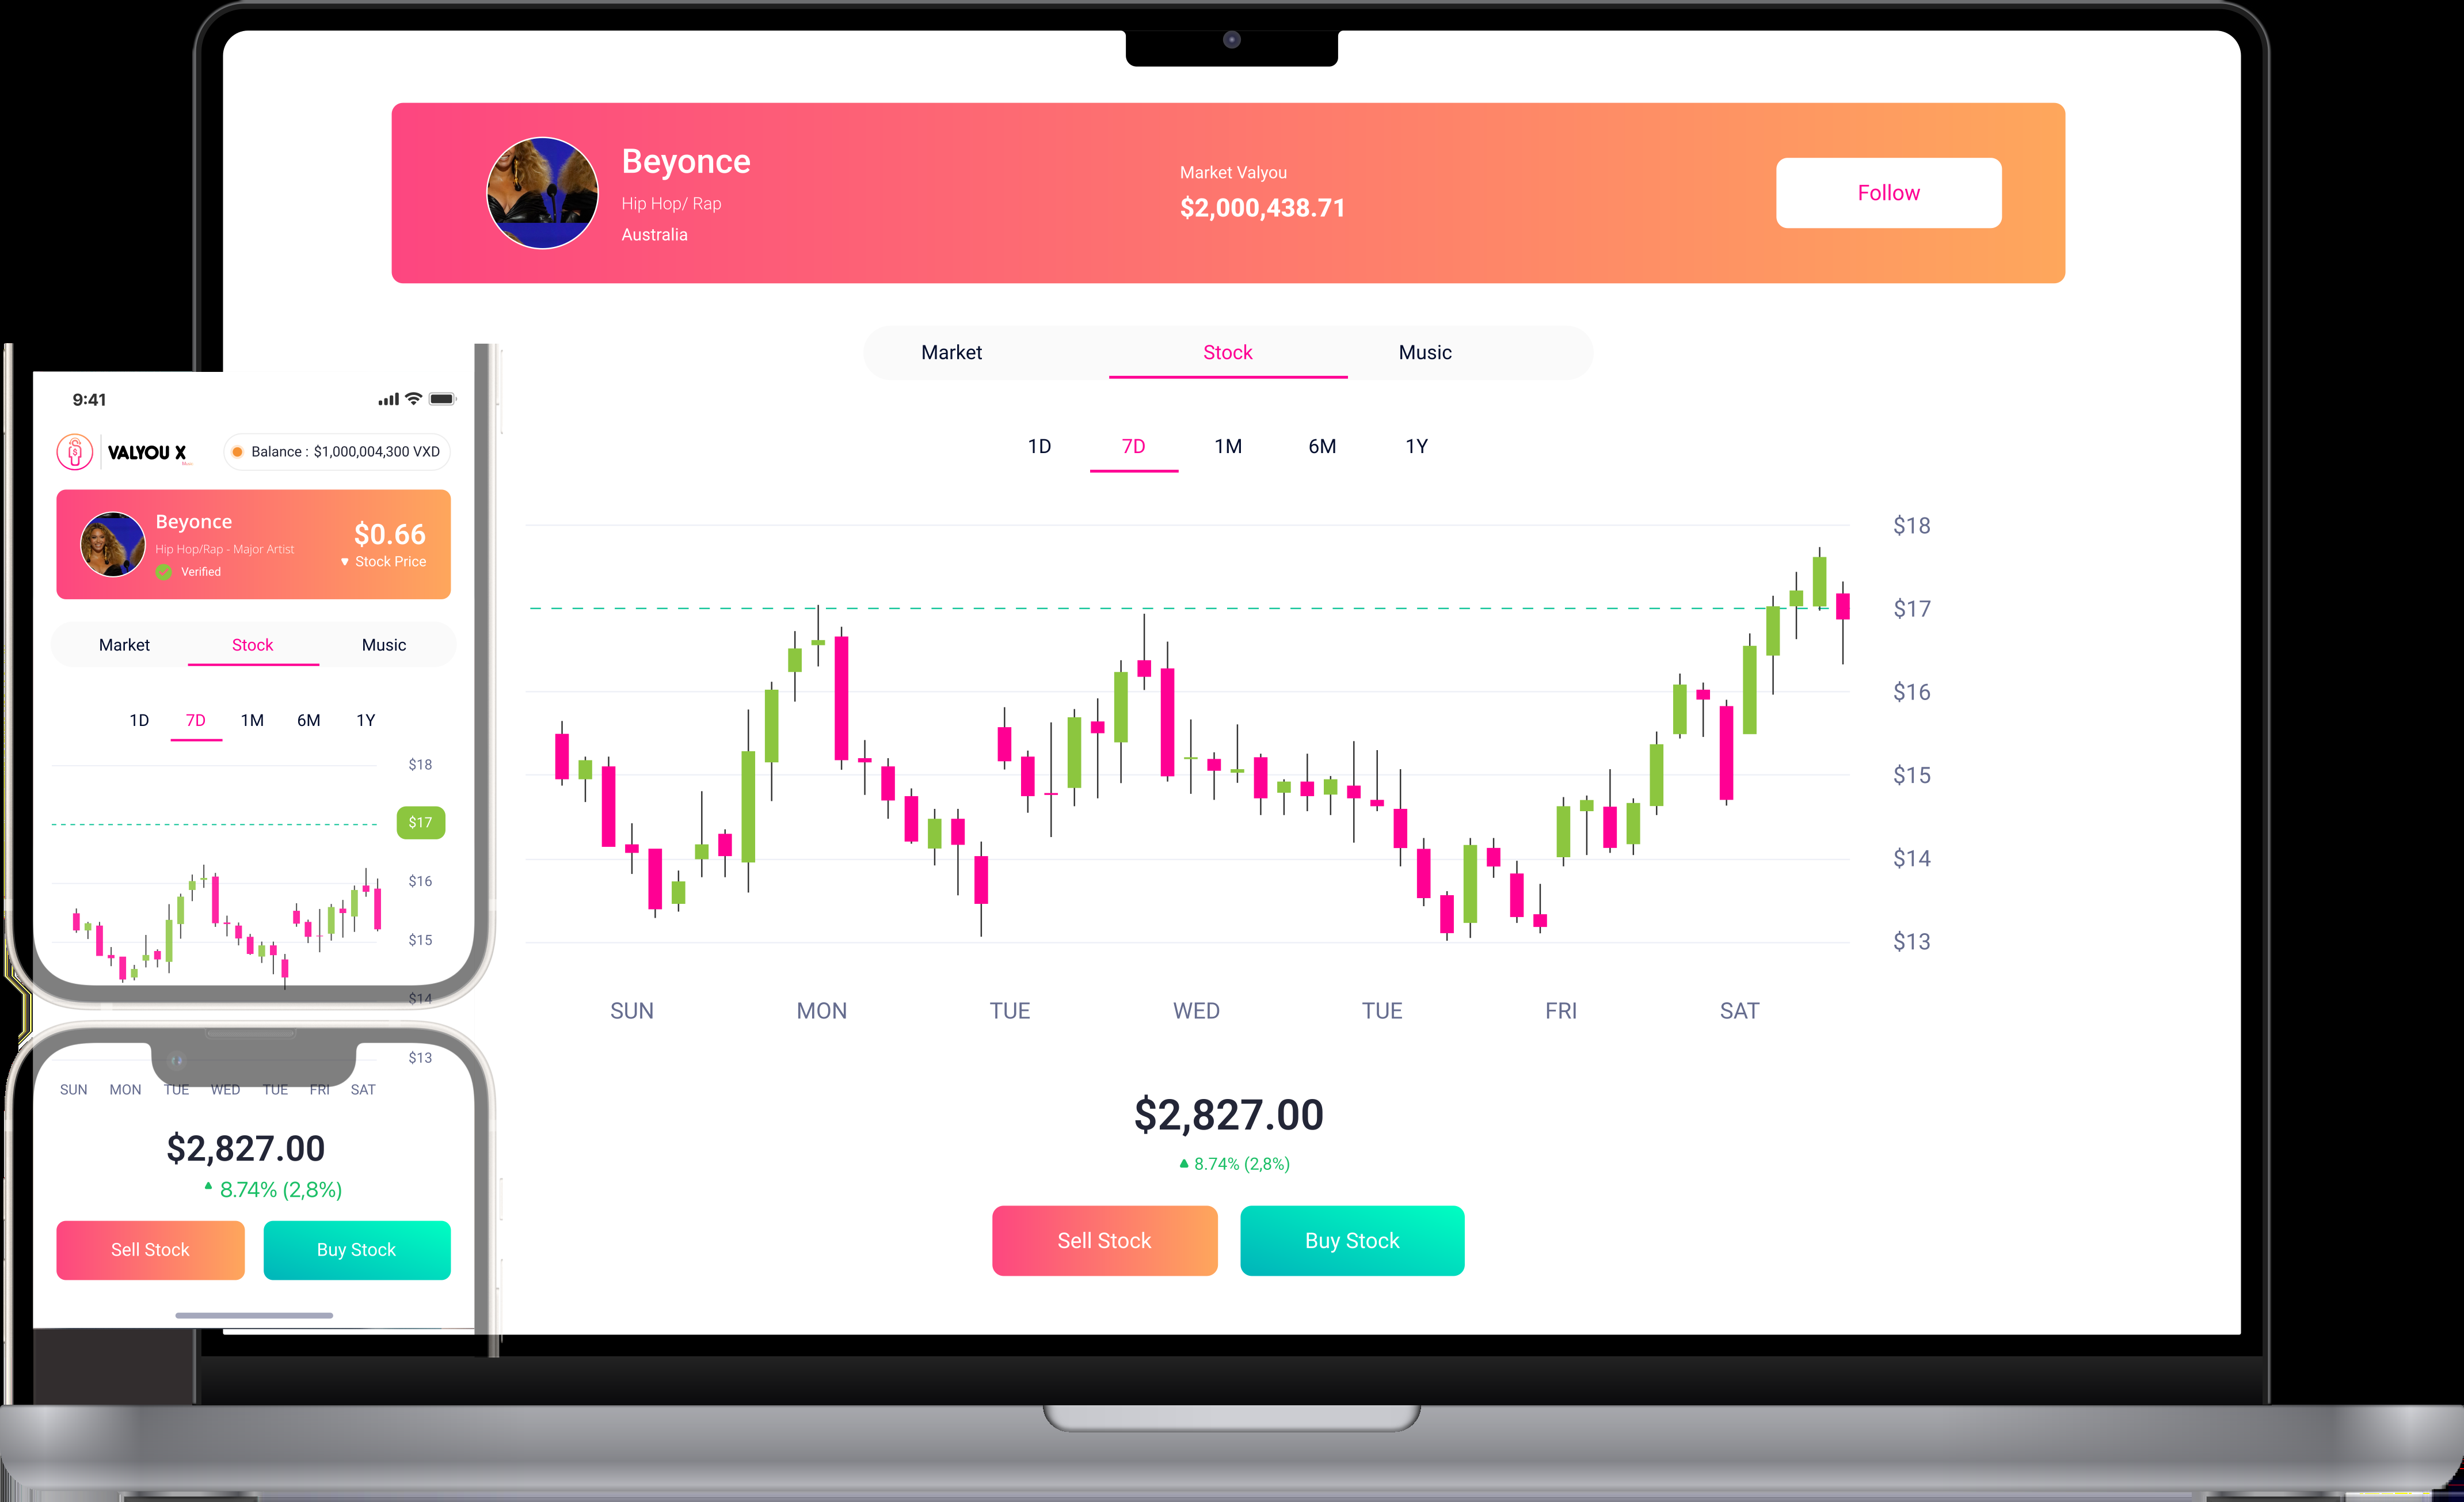 Beyonce
Hip Hop/ Rap
Australia
Market Valyou
$2,000,438.71
Follow
Market Stock Music
1D 7D 1M 6M 1Y
$18
$17
$16
$15
$14
$13
SUN MON TUE WED TUE FRI SAT
$2,827.00
8.74% (2,8%)
Sell Stock Buy Stock
9:41
VALYOU X
Balance : $1,000,004,300 VXD
Beyonce
Hip Hop/Rap - Major Artist
Verified
$0.66
Stock Price
Market Stock Music
1D 7D 1M 6M 1Y
$18
$17
$16
$15
$14
$13
SUN MON TUE WED TUE FRI SAT
$2,827.00
8.74% (2,8%)
Sell Stock Buy Stock